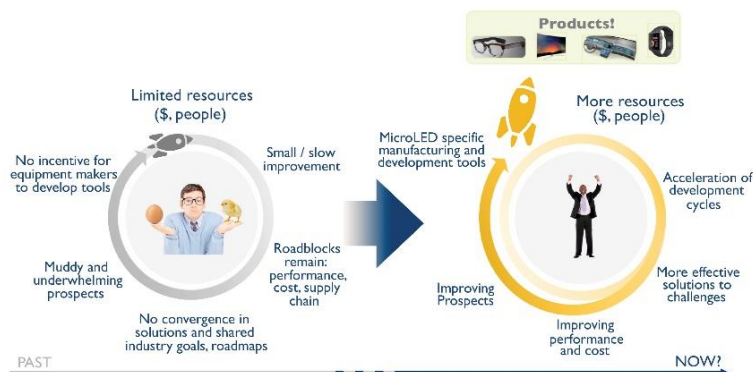 Products!
Limited resources
($, people)
No incentive for
equipment makers
to develop tools
Small / slow
improvement
Muddy and
underwhelming
prospects
Roadblocks
remain:
performance,
cost, supply
chain
No convergence in
solutions and shared
industry goals, roadmaps
More resources
($, people)
MicroLED specific
manufacturing and
development tools
Acceleration of
development
cycles
Improving
Prospects
More effective
solutions to
challenges
Improving
performance
and cost
PAST
NOW?